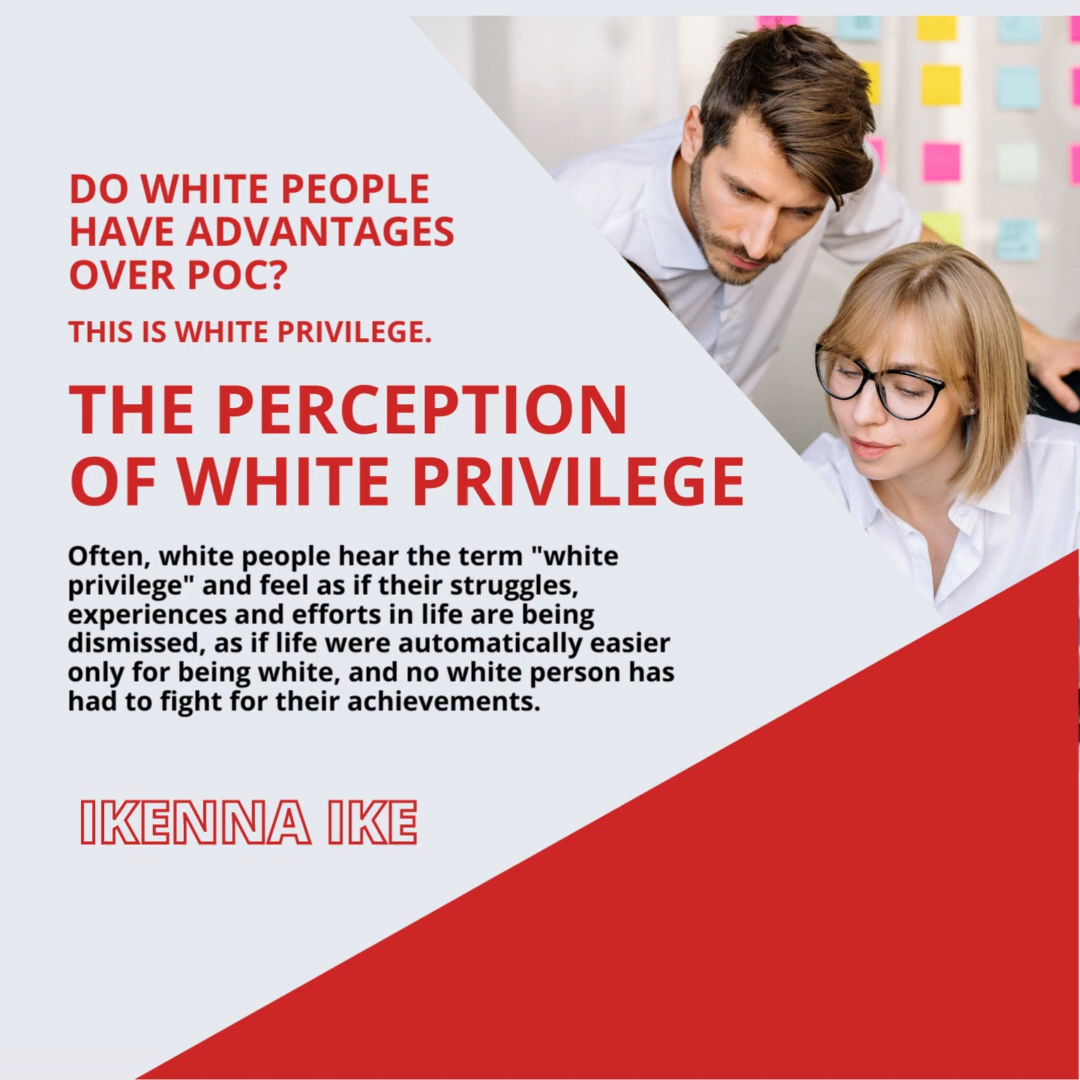 DO WHITE PEOPLE
HAVE ADVANTAGES
OVER POC?
THIS IS WHITE PRIVILEGE.
THE PERCEPTION
OF WHITE PRIVILEGE
Often, white people hear the term "white
privilege" and feel as if their struggles,
experiences and efforts in life are being
dismissed, as if life were automatically easier
only for being white, and no white person has
had to fight for their achievements.
IKENNA IKE